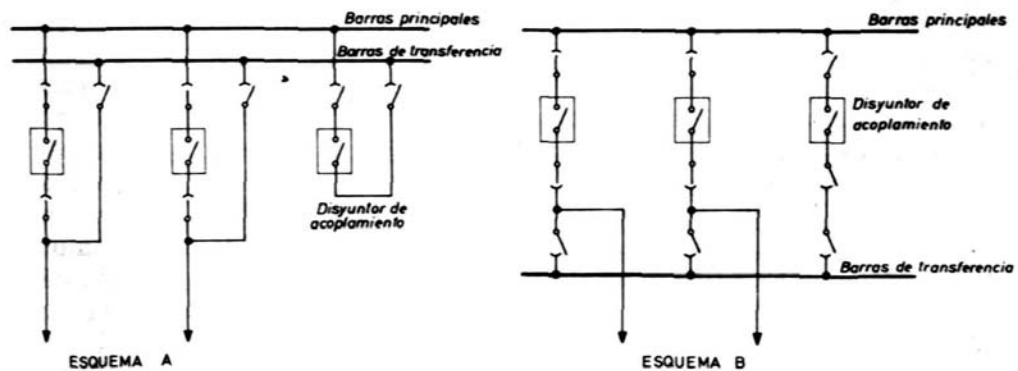 Barras principales
Barras de transferencia
Disyuntor de
acoplamiento
ESQUEMA A
Barras principales
Disyuntor de
acoplamiento
Barras de transferencia
ESQUEMA B